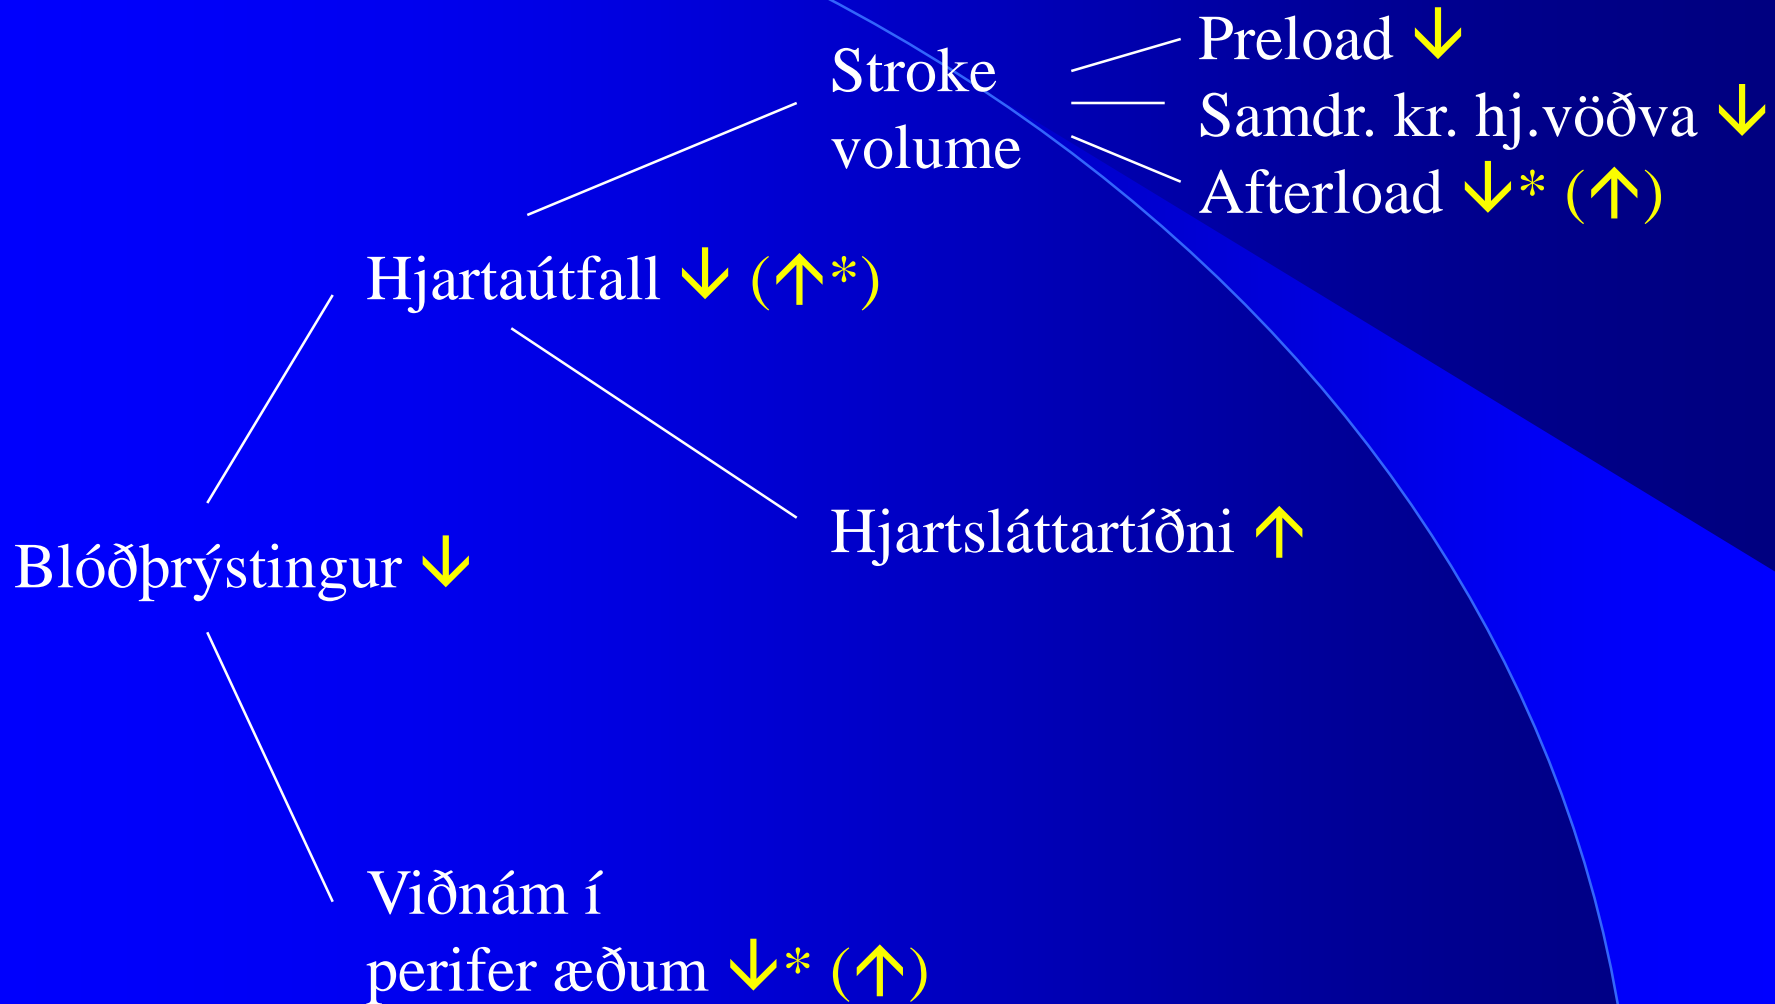 Stroke
volume
Preload ↓
Samdr. kr. hj.vöðva ↓
Afterload ↓* (↑)
Hjartaútfall ↓ (↑*)
Hjartsláttartíðni ↑
Blóðþrýstingur ↓
Viðnám í
perifer æðum ↓* (↑)